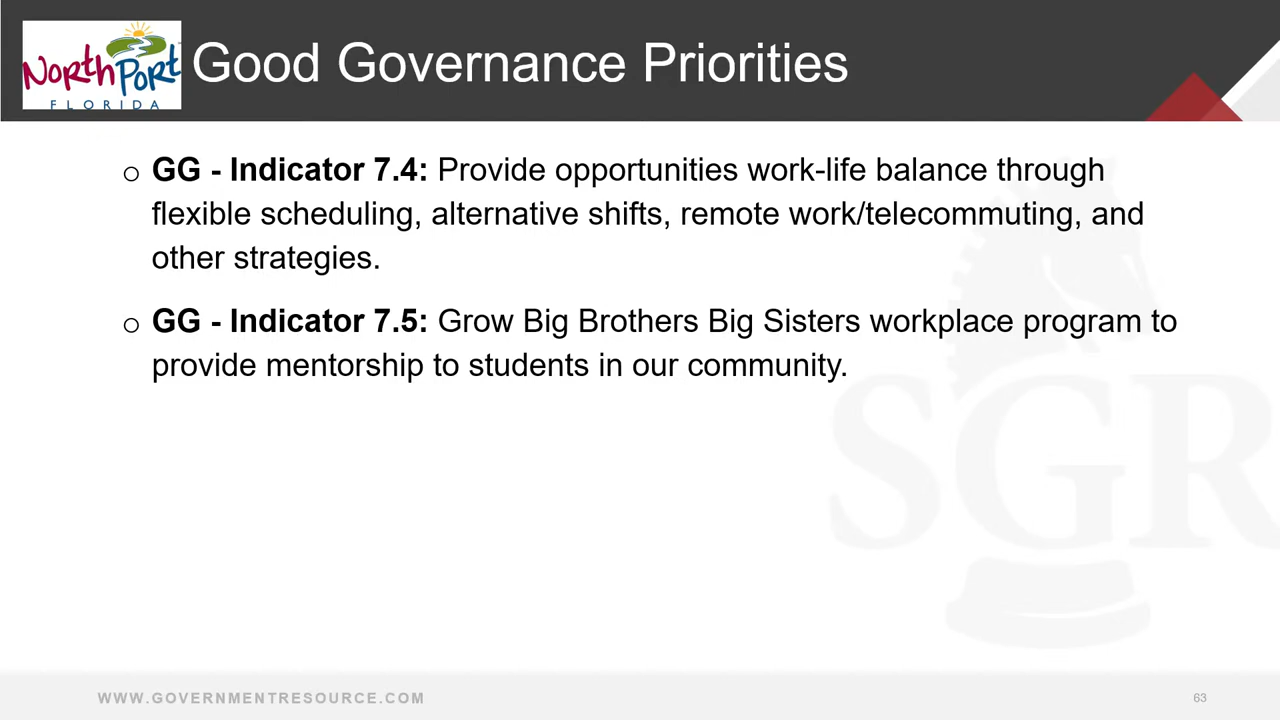 North Port
FLORIDA
Good Governance Priorities
GG - Indicator 7.4: Provide opportunities work-life balance through
flexible scheduling, alternative shifts, remote work/telecommuting, and
other strategies.
GG - Indicator 7.5: Grow Big Brothers Big Sisters workplace program to
provide mentorship to students in our community.
SGR
WWW.GOVERNMENTRESOURCE.COM
63